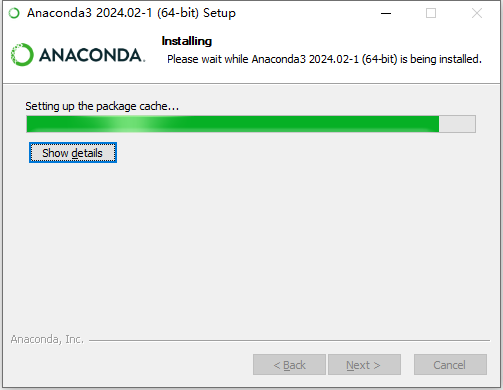 Anaconda3 2024.02-1 (64-bit) Setup
ANACONDA.
Installing
Please wait while Anaconda3 2024.02-1 (64-bit) is being installed.
Setting up the package cache...
Show details
Anaconda, Inc.
< Back
Next >
Cancel